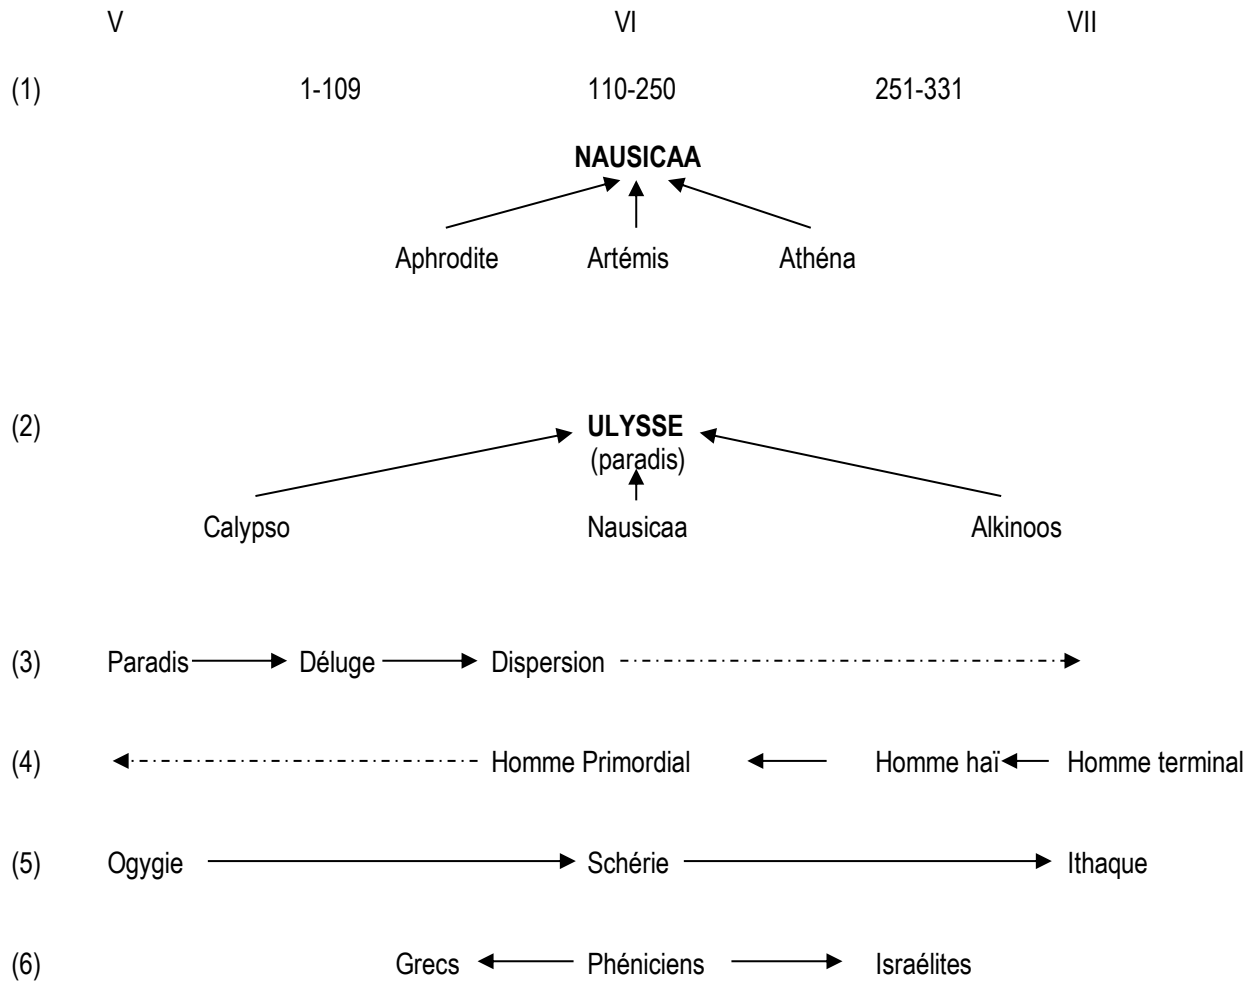 V VI VII
(1) 1-109 110-250 251-331
NAUSICAA
Aphrodite Artémis Athéna
(2) ULYSSE
(paradis)
Calypso Nausicaa Alkinoos
(3) Paradis Déluge Dispersion
(4) Homme Primordial Homme haï Homme terminal
(5) Ogygie Schérie Ithaque
(6) Grecs Phéniciens Israélites